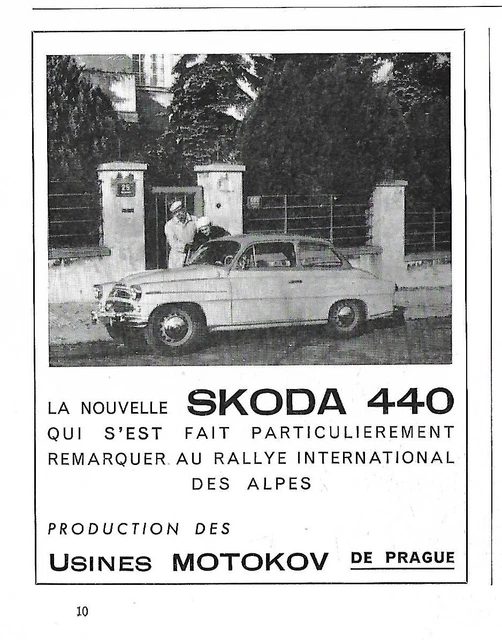 25
LA NOUVELLE SKODA 440
QUI S'EST FAIT PARTICULIEREMENT
REMARQUER AU RALLYE INTERNATIONAL
DES ALPES
PRODUCTION DES
USINES MOTOKOV DE PRAGUE
10